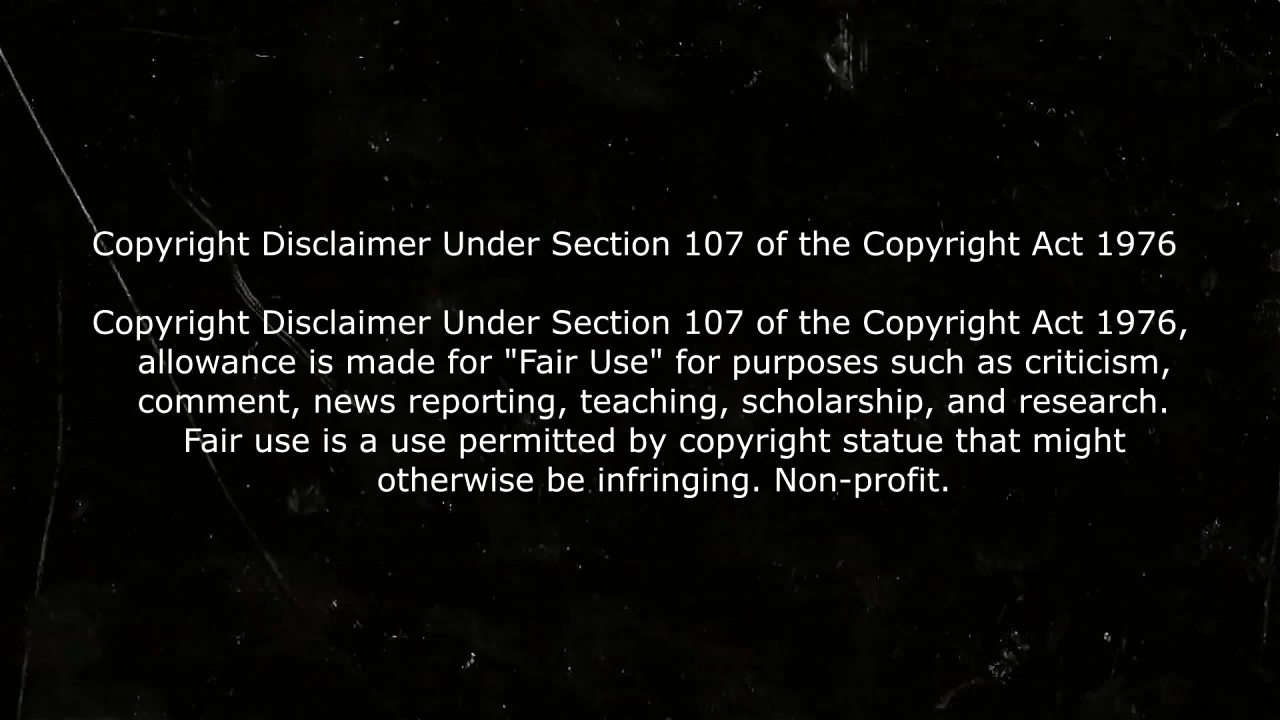 Copyright Disclaimer Under Section 107 of the Copyright Act 1976
Copyright Disclaimer Under Section 107 of the Copyright Act 1976,
allowance is made for "Fair Use" for purposes such as criticism,
comment, news reporting, teaching, scholarship, and research.
Fair use is a use permitted by copyright statue that might
otherwise be infringing. Non-profit.